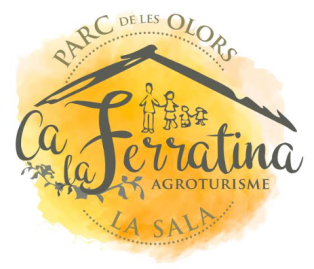 PARC DE LES OLORS
Ca
la Ferratina
AGROTURISME
LA SALA